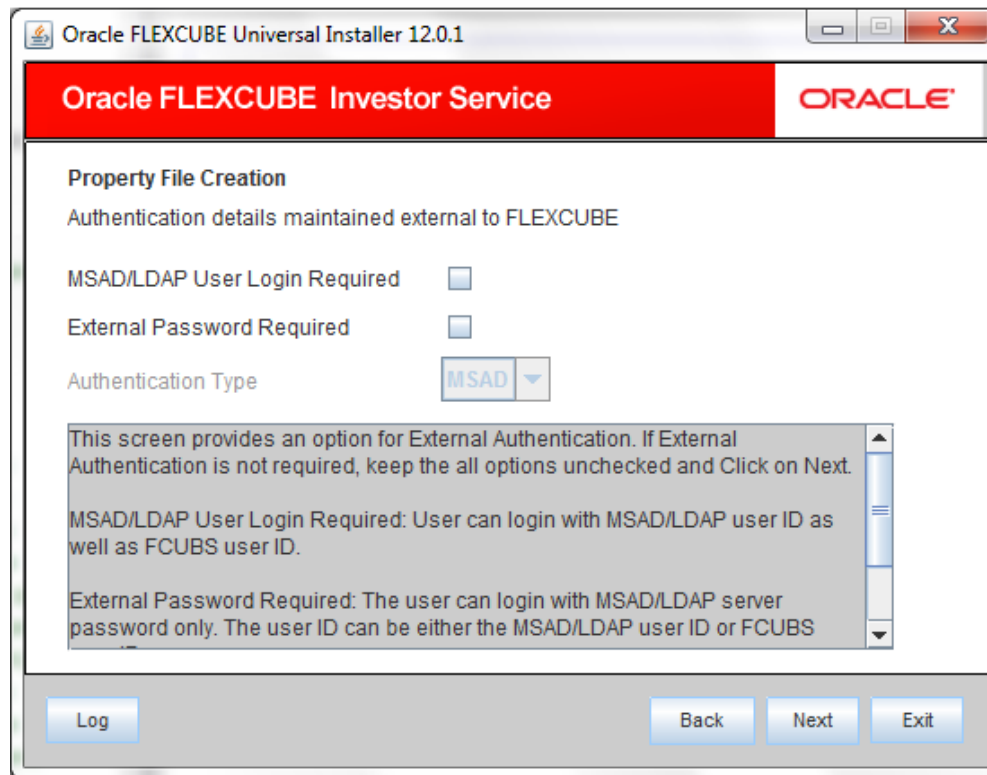 Oracle FLEXCUBE Universal Installer 12.0.1
Oracle FLEXCUBE Investor Service
ORACLE
Property File Creation
Authentication details maintained external to FLEXCUBE
MSAD/LDAP User Login Required
External Password Required
Authentication Type
MSAD
This screen provides an option for External Authentication. If External
Authentication is not required, keep the all options unchecked and Click on Next.
MSAD/LDAP User Login Required: User can login with MSAD/LDAP user ID as
well as FCUBS user ID.
External Password Required: The user can login with MSAD/LDAP server
password only. The user ID can be either the MSAD/LDAP user ID or FCUBS
Log
Back
Next
Exit